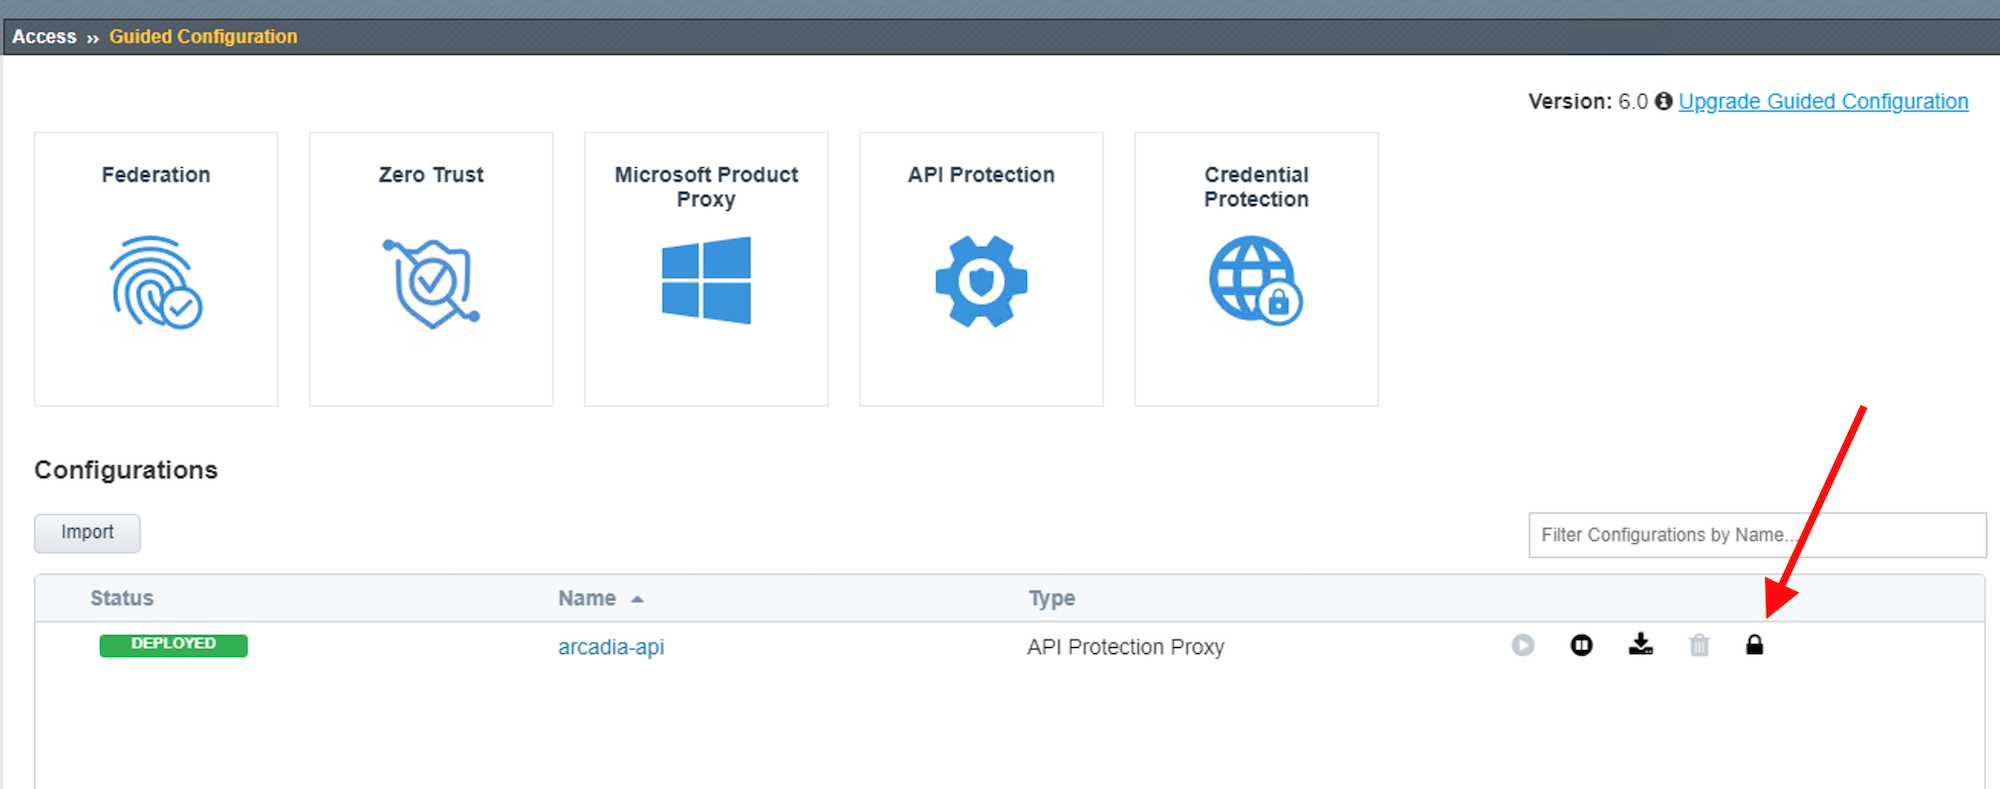 Access » Guided Configuration
Version: 6.0 Upgrade Guided Configuration
Federation
Zero Trust
Microsoft Product
Proxy
API Protection
Credential
Protection
Configurations
Import
Filter Configurations by Name...
Status Name Type
DEPLOYED arcadia-api API Protection Proxy